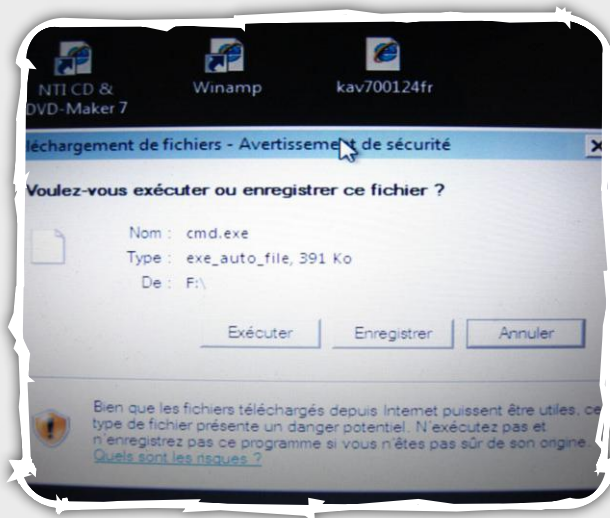 NTI CD &
DVD-Maker 7
Winamp
kav700124fr
léchargement de fichiers - Avertissement de sécurité
Voulez-vous exécuter ou enregistrer ce fichier ?
Nom : cmd.exe
Type : exe_auto_file, 391 Ko
De : F:\
Exécuter
Enregistrer
Annuler
Bien que les fichiers téléchargés depuis Internet puissent être utiles, ce
type de fichier présente un danger potentiel. N'exécutez pas et
n'enregistrez pas ce programme si vous n'êtes pas sûr de son origine.
Quels sont les risques ?